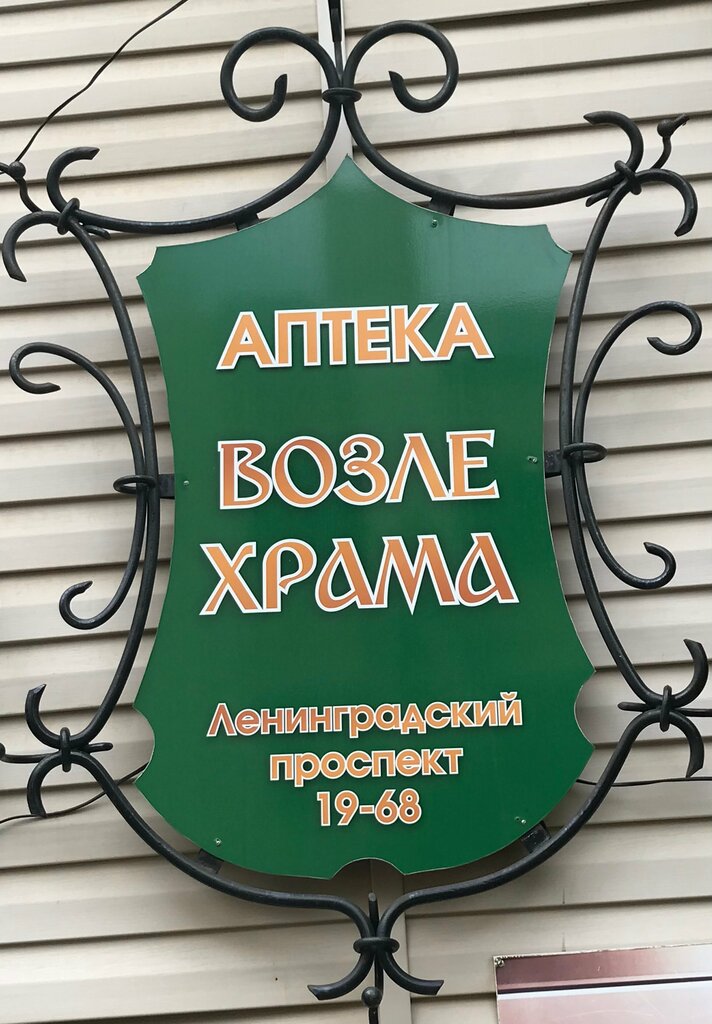 АПТЕКА
ВОЗЛЕ
ХРАМА
Ленинградский
проспект
19-68